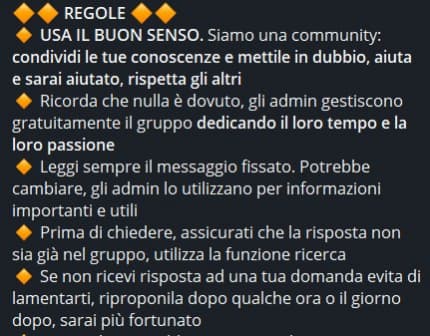 🔶🔶 REGOLE 🔶🔶
🔶 USA IL BUON SENSO. Siamo una community:
condividi le tue conoscenze e mettile in dubbio, aiuta
e sarai aiutato, rispetta gli altri
🔶 Ricorda che nulla è dovuto, gli admin gestiscono
gratuitamente il gruppo dedicando il loro tempo e la
loro passione
🔶 Leggi sempre il messaggio fissato. Potrebbe
cambiare, gli admin lo utilizzano per informazioni
importanti e utili
🔶 Prima di chiedere, assicurati che la risposta non
sia già nel gruppo, utilizza la funzione ricerca
🔶 Se non ricevi risposta ad una tua domanda evita di
lamentarti, riproponila dopo qualche ora o il giorno
dopo, sarai più fortunato